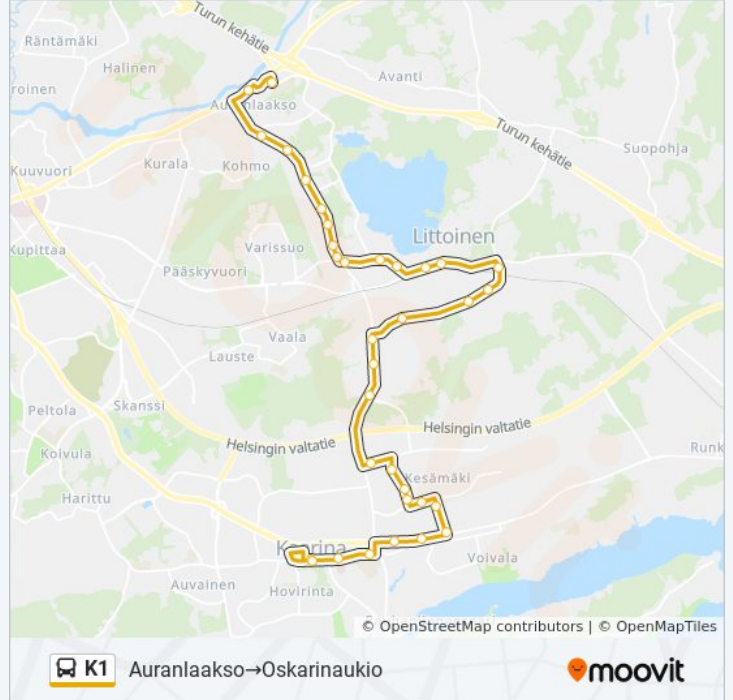 Turun kehätie
Räntämäki
Halinen
Avanti
roinen
Auranlaakso
Turun kehätie
Suopohja
Kuuvuori
Kurala
Kohmo
Littoinen
Kupittaa
Varissuo
Pääskyvuori
Vaala
Lauste
Peltola
Skanssi
Helsingin valtatie
Helsingin valtatie
Koivula
Runk
Kesämäki
Harittu
Kaarina
Voivala
Auvainen
Hovirinta
© OpenStreetMap contributors | © OpenMapTiles
K1 Auranlaakso→Oskarinaukio
moovit